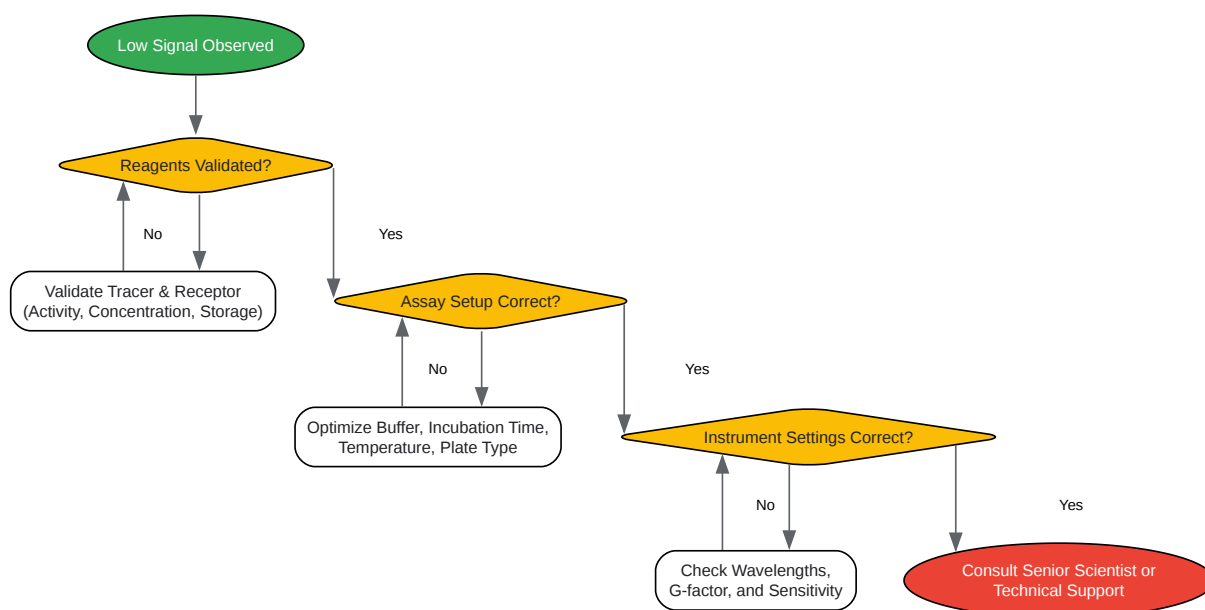 Low Signal Observed
Reagents Validated?
No
Yes
Validate Tracer & Receptor
(Activity, Concentration, Storage)
Assay Setup Correct?
No
Yes
Optimize Buffer, Incubation Time,
Temperature, Plate Type
Instrument Settings Correct?
No
Yes
Check Wavelengths,
G-factor, and Sensitivity
Consult Senior Scientist or
Technical Support